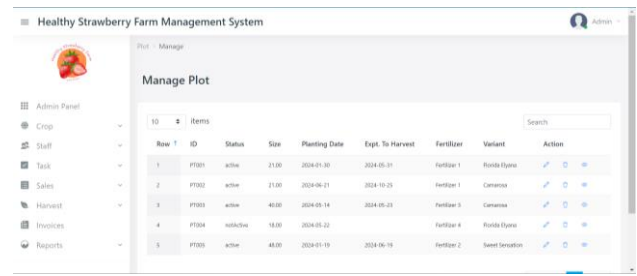 Healthy Strawberry Farm Management System
Admin
Plot Manage
Manage Plot
Admin Panel
Crop
Staff
Task
Sales
Harvest
Invoices
Reports
10 items
Search
Row ID Status Size Planting Date Expt. To Harvest Fertilizer Variant Action
1 PT001 active 21.00 2024-01-30 2024-05-31 Fertilizer 1 Florida Elyana
2 PT002 active 21.00 2024-06-21 2024-10-25 Fertilizer 1 Camarosa
3 PT003 active 40.00 2024-05-14 2024-05-23 Fertilizer 3 Camarosa
4 PT004 notActive 18.00 2024-05-22 Fertilizer 4 Florida Elyana
5 PT005 active 48.00 2024-01-19 2024-06-19 Fertilizer 2 Sweet Sensation